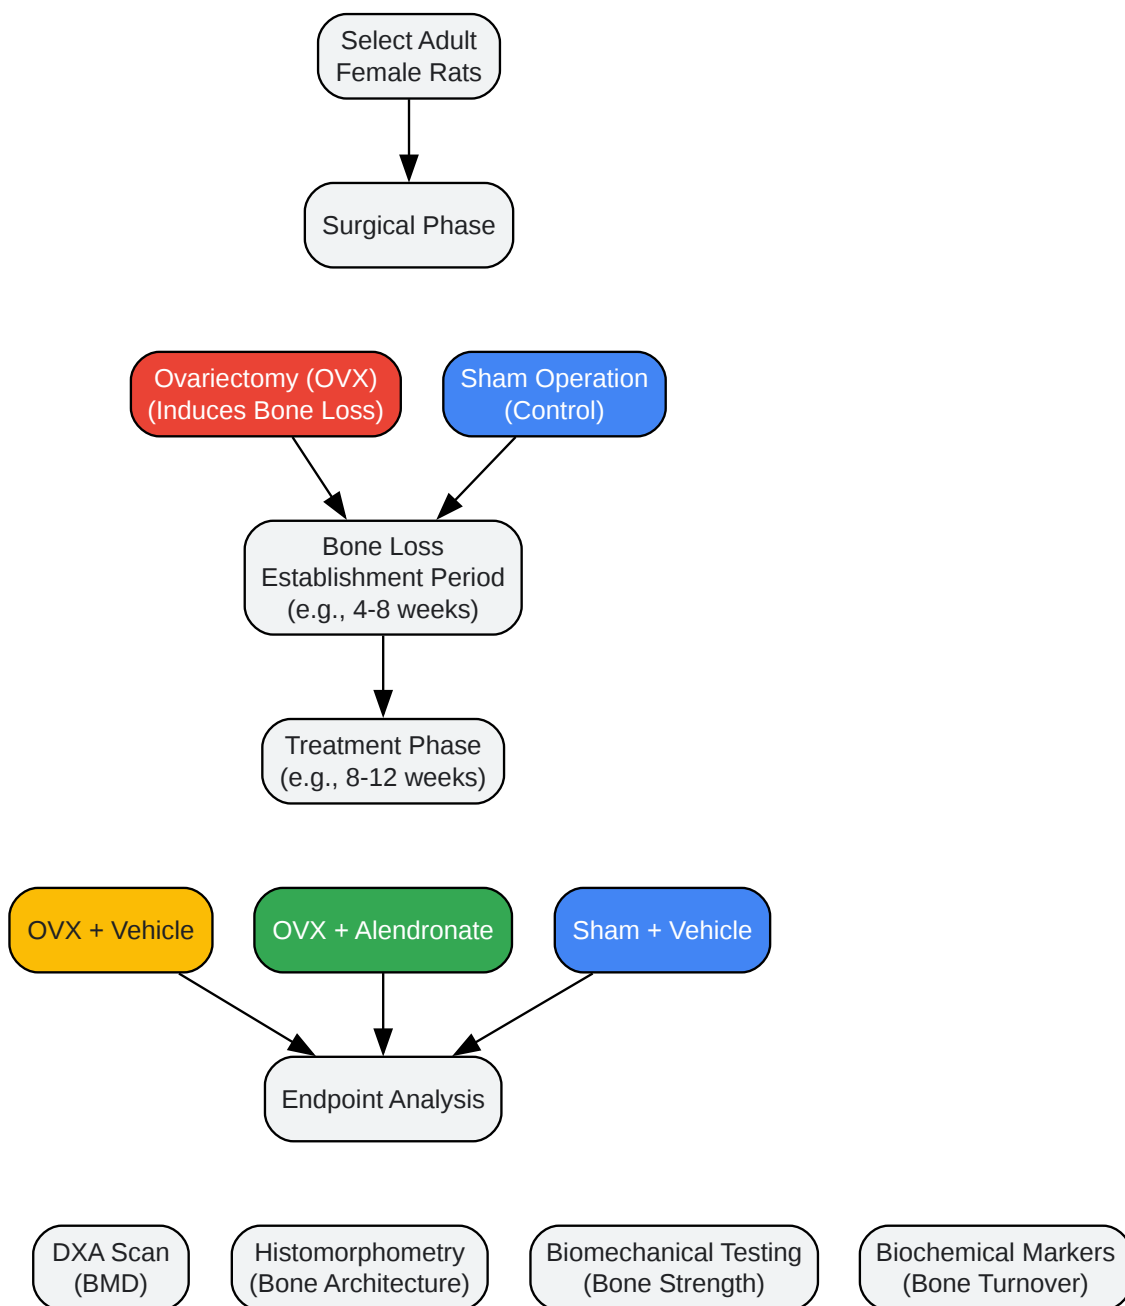 Select Adult
Female Rats
Surgical Phase
Ovariectomy (OVX)
(Induces Bone Loss)
Sham Operation
(Control)
Bone Loss
Establishment Period
(e.g., 4-8 weeks)
Treatment Phase
(e.g., 8-12 weeks)
OVX + Vehicle
OVX + Alendronate
Sham + Vehicle
Endpoint Analysis
DXA Scan
(BMD)
Histomorphometry
(Bone Architecture)
Biomechanical Testing
(Bone Strength)
Biochemical Markers
(Bone Turnover)